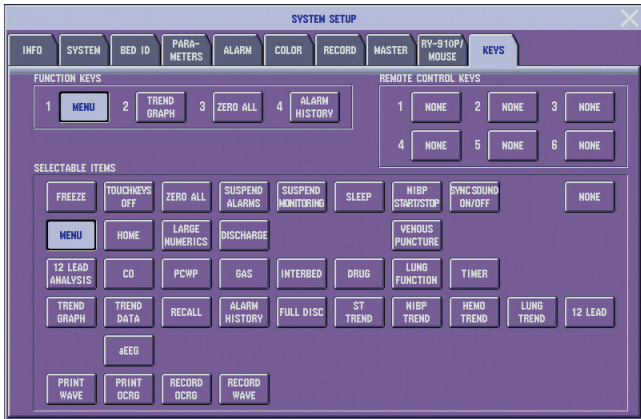 SYSTEM SETUP
INFO SYSTEM BED ID PARA-METERS ALARM COLOR RECORD MASTER RY-910P/MOUSE KEYS
FUNCTION KEYS
1 MENU 2 TREND GRAPH 3 ZERO ALL 4 ALARM HISTORY
REMOTE CONTROL KEYS
1 NONE 2 NONE 3 NONE
4 NONE 5 NONE 6 NONE
SELECTABLE ITEMS
FREEZE TOUCHKEYS OFF ZERO ALL SUSPEND ALARMS SUSPEND MONITORING SLEEP NIBP START/STOP SYNC SOUND ON/OFF NONE
MENU HOME LARGE NUMERICS DISCHARGE VENOUS PUNCTURE
12 LEAD ANALYSIS CO PCWP GAS INTERBED DRUG LUNG FUNCTION TIMER
TREND GRAPH TREND DATA RECALL ALARM HISTORY FULL DISC ST TREND NIBP TREND HEMO TREND LUNG TREND 12 LEAD
aEEG
PRINT WAVE PRINT OCRG RECORD OCRG RECORD WAVE